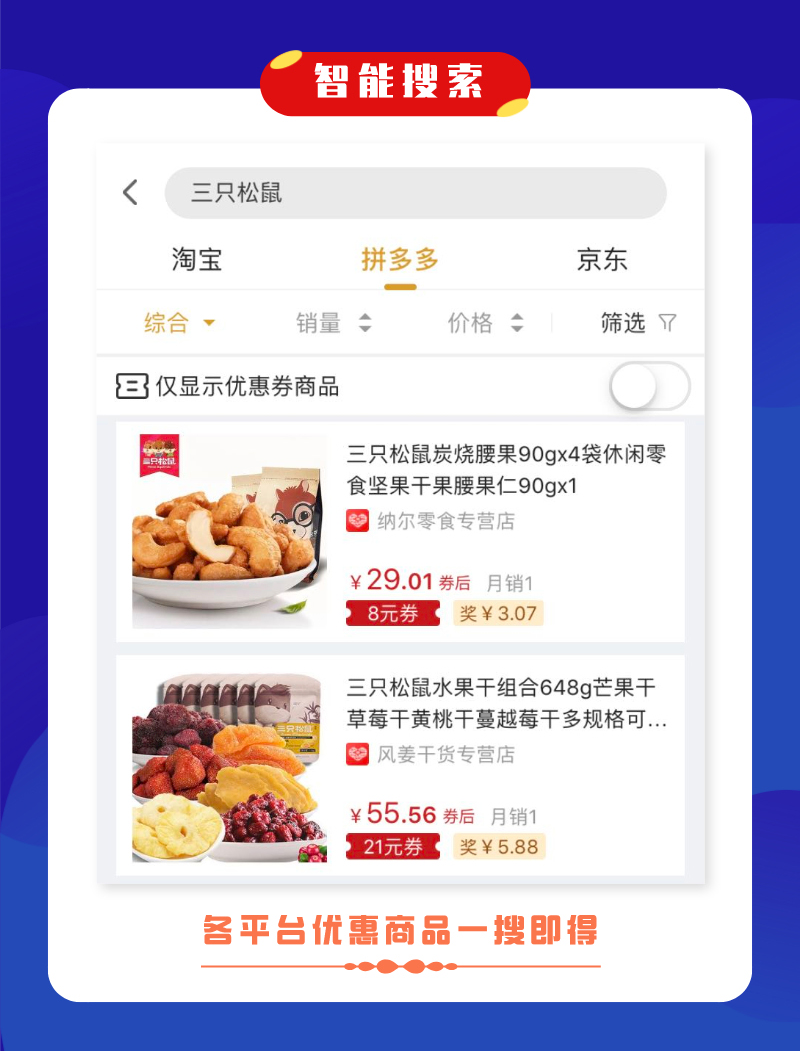 智能搜索
三只松鼠
淘宝 拼多多 京东
综合 销量 价格 筛选
仅显示优惠券商品
三只松鼠
三只松鼠炭烧腰果90gx4袋休闲零
食坚果干果腰果仁90gx1
纳尔零食专营店
¥29.01 券后 月销1
8元券 奖¥3.07
三只松鼠水果干组合648g芒果干
草莓干黄桃干蔓越莓干多规格可...
三只松鼠
风姜干货专营店
¥55.56 券后 月销1
21元券 奖¥5.88
各平台优惠商品一搜即得